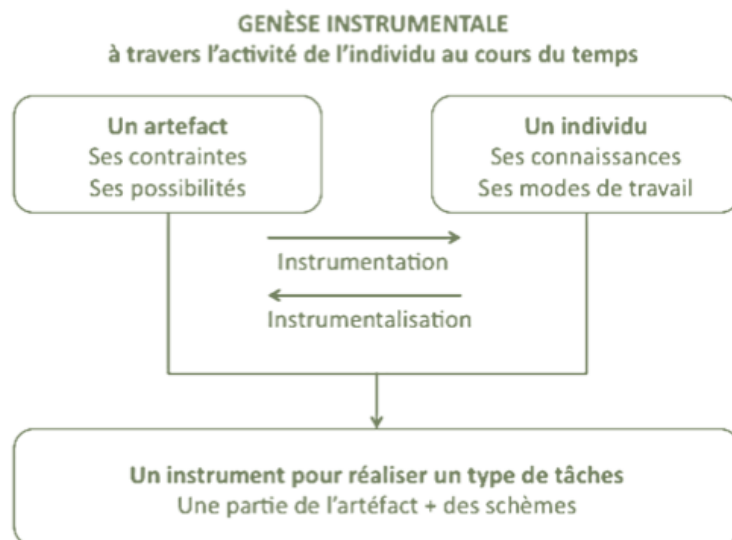 GENÈSE INSTRUMENTALE
à travers l'activité de l'individu au cours du temps
Un artefact
Ses contraintes
Ses possibilités
Un individu
Ses connaissances
Ses modes de travail
Instrumentation
Instrumentalisation
Un instrument pour réaliser un type de tâches
Une partie de l'artéfact + des schèmes